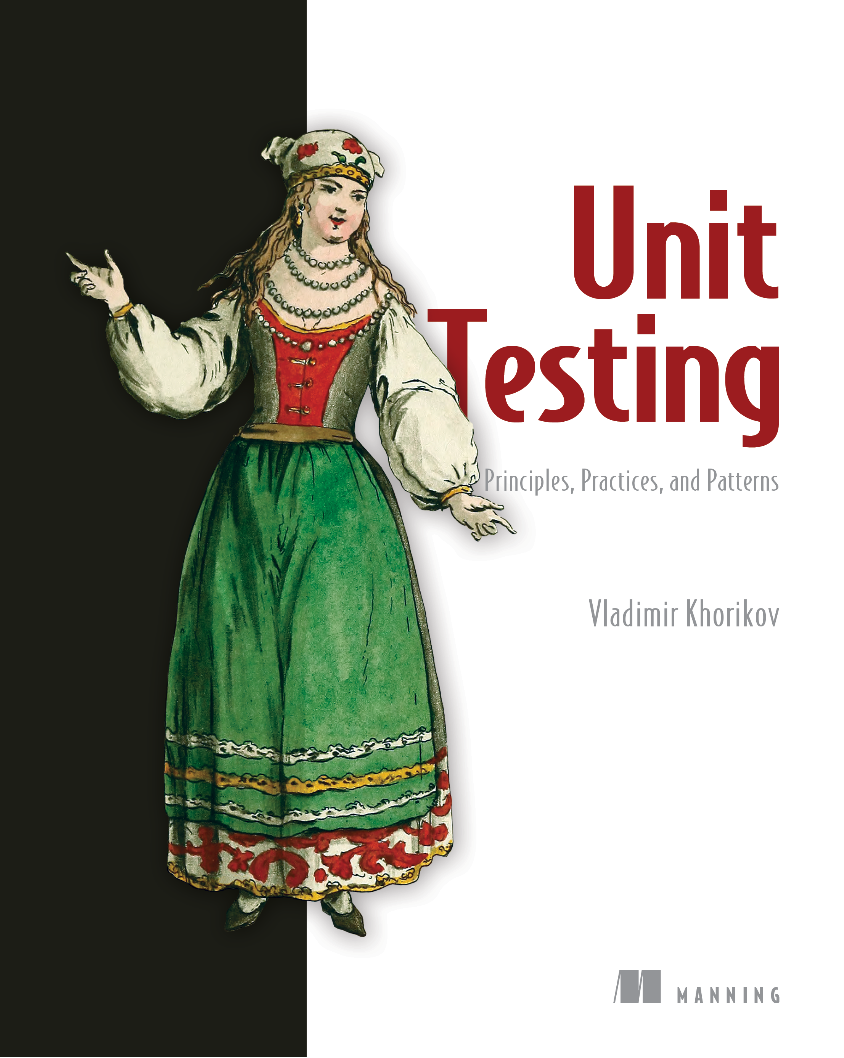 Unit
Testing
Principles, Practices, and Patterns
Vladimir Khorikov
MANNING